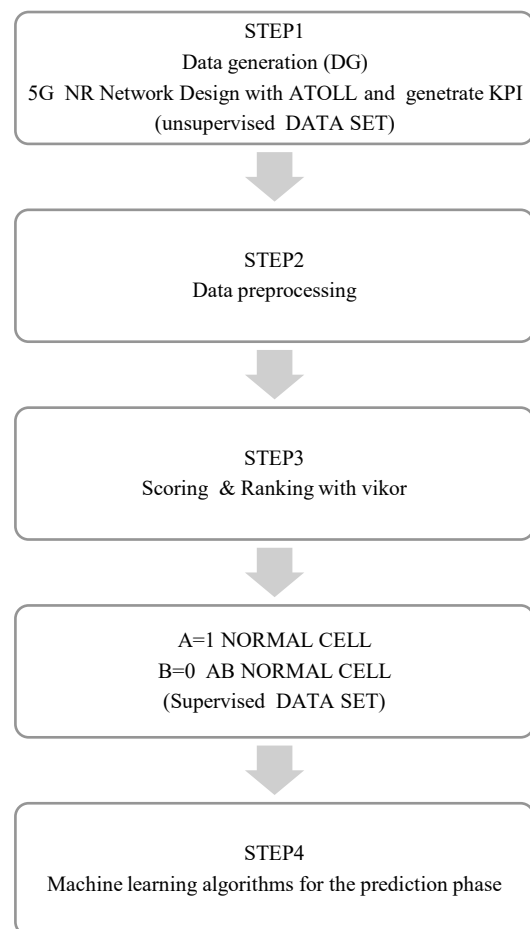 STEP1
Data generation (DG)
5G NR Network Design with ATOLL and genetrate KPI
(unsupervised DATA SET)
STEP2
Data preprocessing
STEP3
Scoring & Ranking with vikor
A=1 NORMAL CELL
B=0 AB NORMAL CELL
(Supervised DATA SET)
STEP4
Machine learning algorithms for the prediction phase